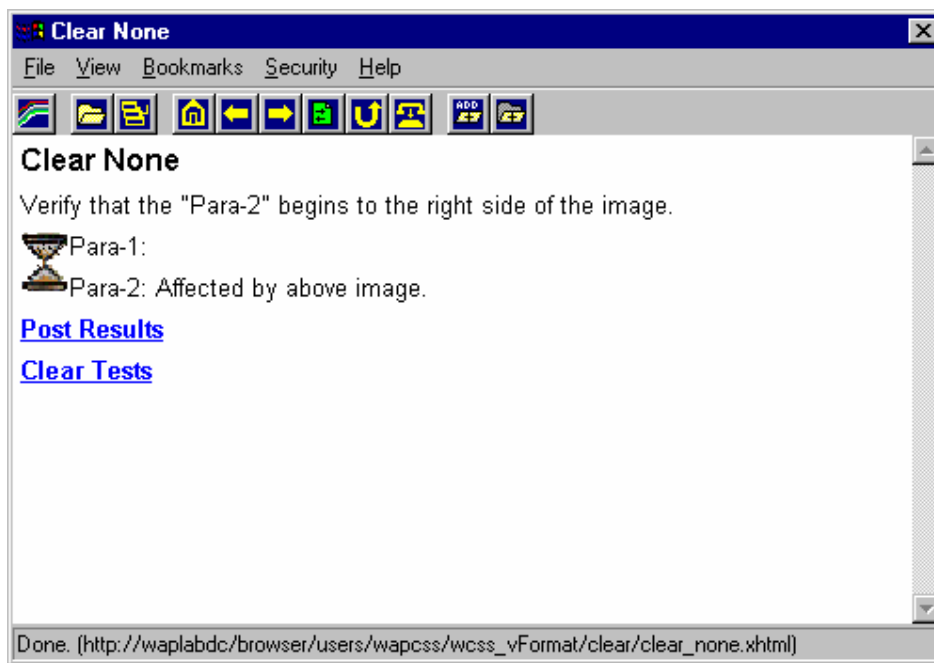 Clear None
File View Bookmarks Security Help
ADD
Clear None
Verify that the "Para-2" begins to the right side of the image.
Para-1:
Para-2: Affected by above image.
Post Results
Clear Tests
Done. (http://waplabdc/browser/users/wapcss/wcss_vFormat/clear/clear_none.xhtml)